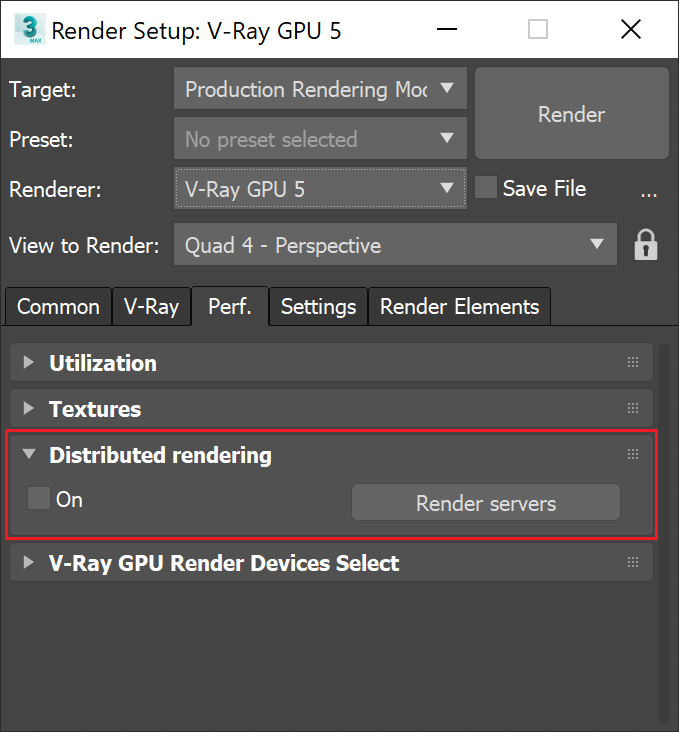 3
MAX
Render Setup: V-Ray GPU 5
Target:
Production Rendering Mod
Render
Preset:
No preset selected
Renderer:
V-Ray GPU 5
Save File
...
View to Render:
Quad 4 - Perspective
Common
V-Ray
Perf.
Settings
Render Elements
Utilization
Textures
Distributed rendering
On
Render servers
V-Ray GPU Render Devices Select